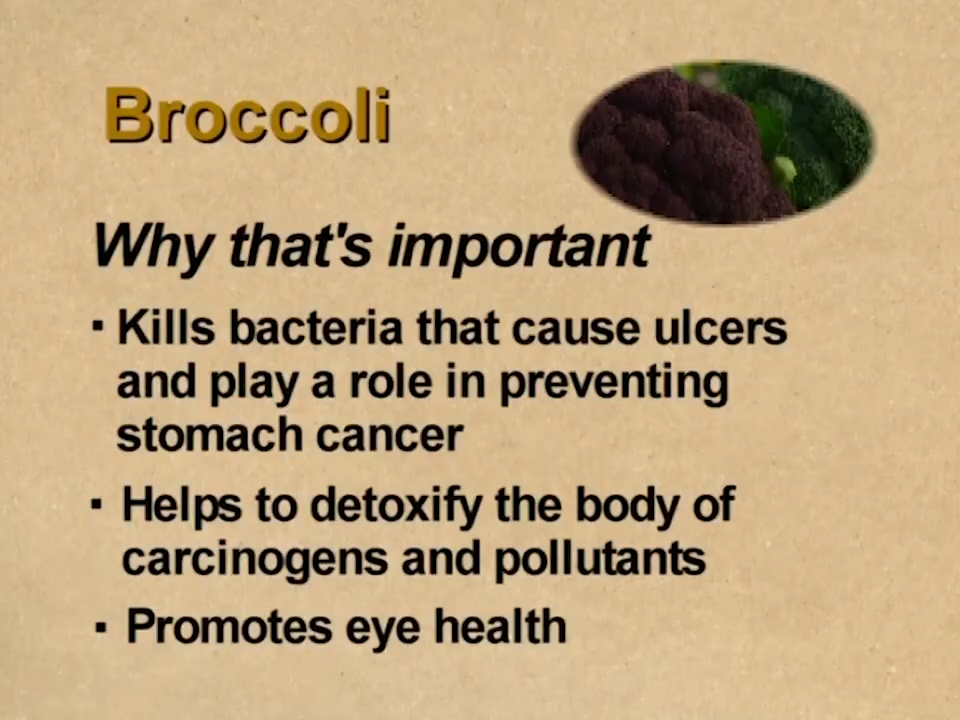 Broccoli
Why that's important
▪ Kills bacteria that cause ulcers
and play a role in preventing
stomach cancer
▪ Helps to detoxify the body of
carcinogens and pollutants
▪ Promotes eye health